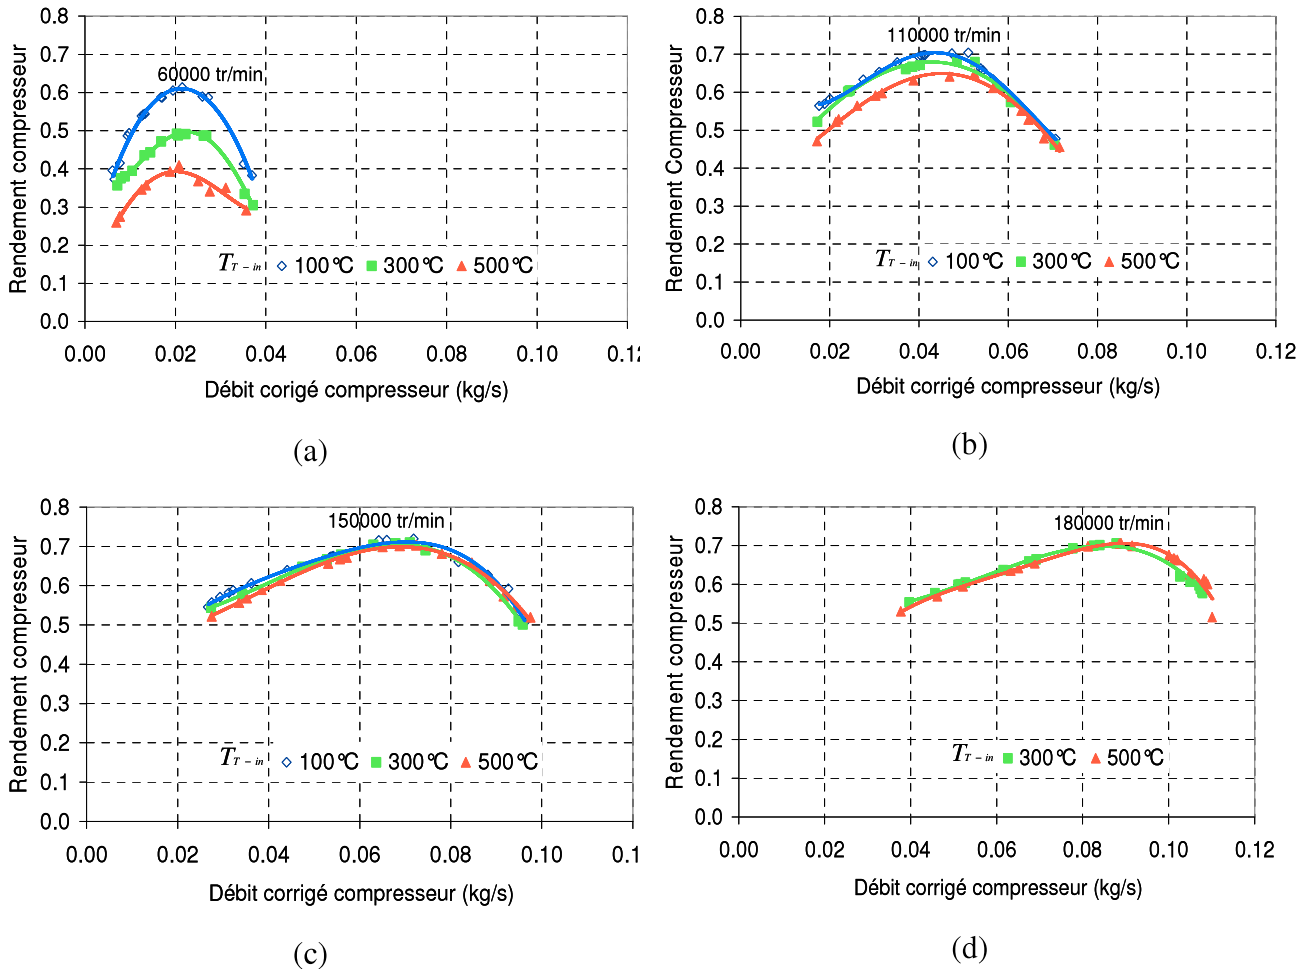 Rendement compresseur
0.8
0.7
0.6
0.5
0.4
0.3
0.2
0.1
0.0
60000 tr/min
T T - in 100°C 300°C 500°C
0.00 0.02 0.04 0.06 0.08 0.10 0.12
Débit corigé compresseur (kg/s)
(a)
Rendement Compresseur
0.8
0.7
0.6
0.5
0.4
0.3
0.2
0.1
0.0
110000 tr/min
T T - in 100°C 300°C 500°C
0.00 0.02 0.04 0.06 0.08 0.10 0.12
Débit corrigé compresseur (kg/s)
(b)
Rendement compresseur
0.8
0.7
0.6
0.5
0.4
0.3
0.2
0.1
0.0
150000 tr/min
T T - in 100°C 300°C 500°C
0.00 0.02 0.04 0.06 0.08 0.10 0.1
Débit corrigé compresseur (kg/s)
(c)
Rendement compresseur
0.8
0.7
0.6
0.5
0.4
0.3
0.2
0.1
0.0
180000 tr/min
T T - in 300°C 500°C
0.00 0.02 0.04 0.06 0.08 0.10 0.12
Débit corrigé compresseur (kg/s)
(d)